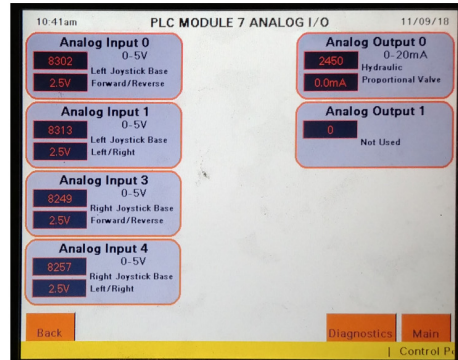 10:41am PLC MODULE 7 ANALOG I/O 11/09/18
Analog Input 0
8302 0-5V
Left Joystick Base
2.5V Forward/Reverse
Analog Input 1
8313 0-5V
Left Joystick Base
2.5V Left/Right
Analog Input 3
8249 0-5V
Right Joystick Base
2.5V Forward/Reverse
Analog Input 4
8257 0-5V
Right Joystick Base
2.5V Left/Right
Analog Output 0
2450 0-20mA
Hydraulic
0.0mA Proportional Valve
Analog Output 1
0
Not Used
Back Diagnostics Main
| Control